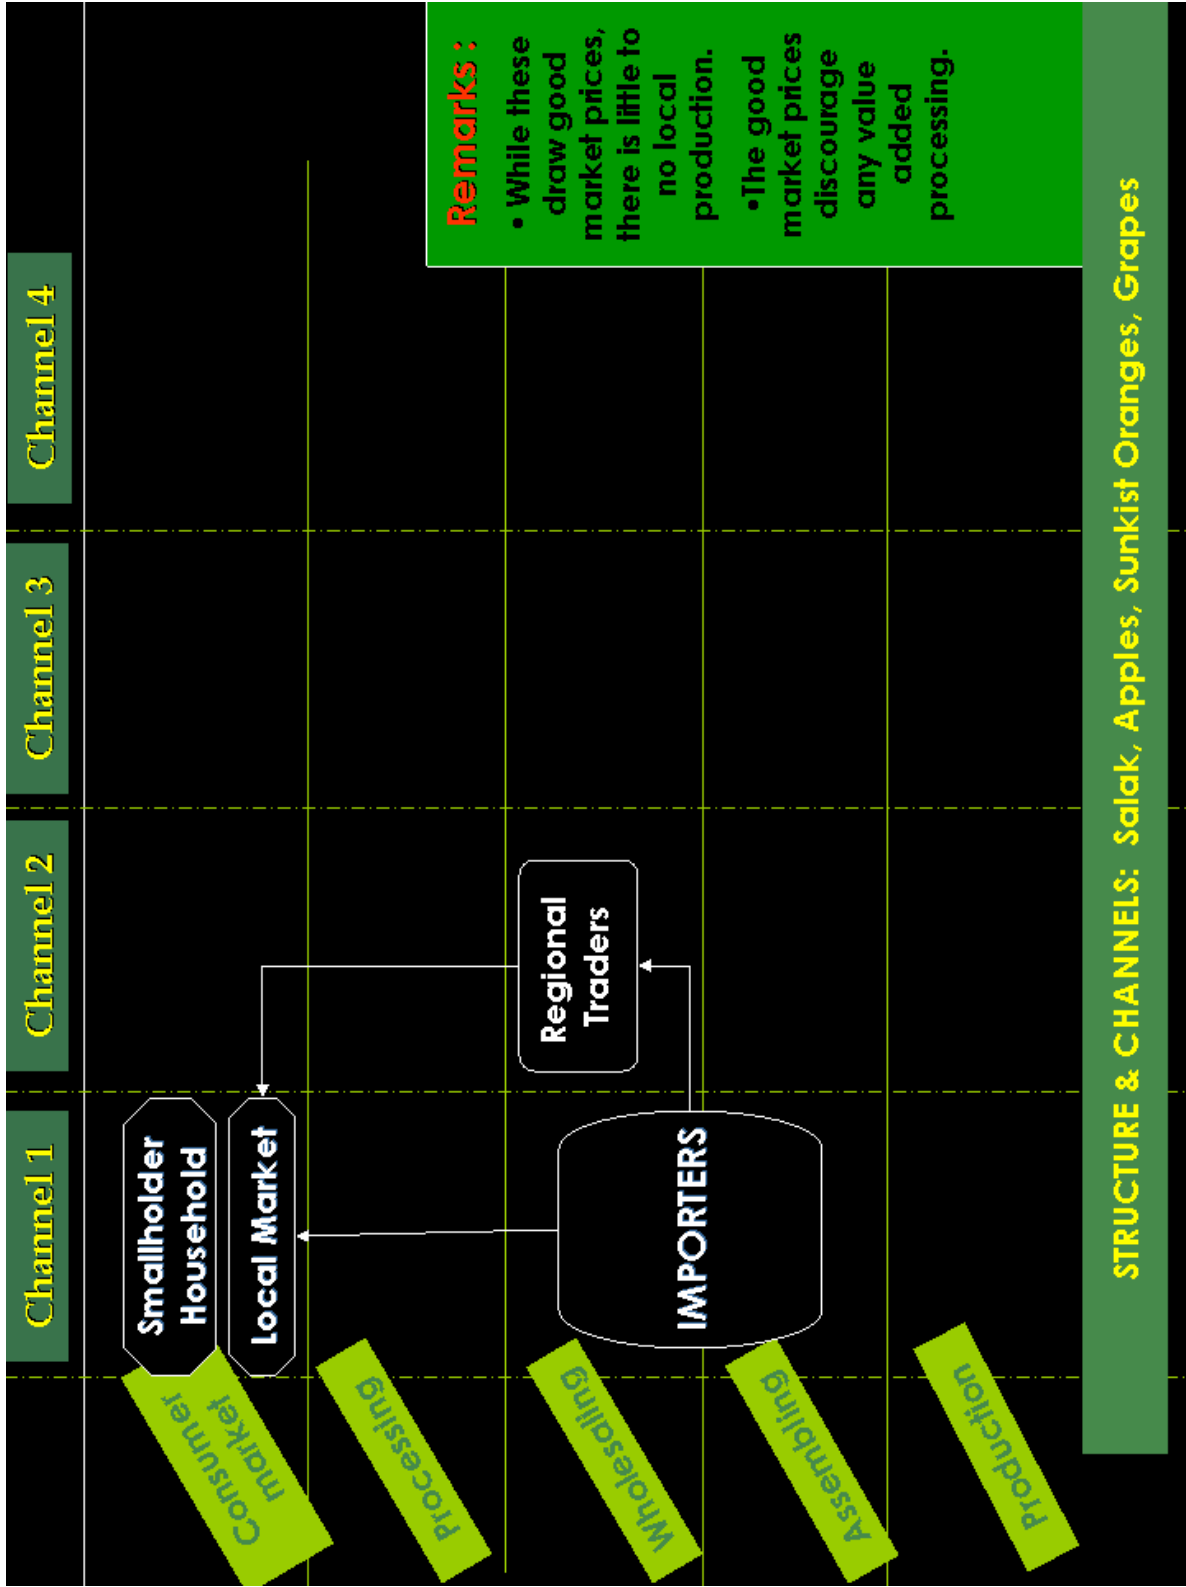 Channel 1
Channel 2
Channel 3
Channel 4
Consumer
market
Smallholder
Household
Local Market
Processing
Wholesaling
Regional
Traders
IMPORTERS
Assembling
Production
Remarks :
• While these
draw good
market prices,
there is little to
no local
production.
•The good
market prices
discourage
any value
added
processing.
STRUCTURE & CHANNELS: Salak, Apples, Sunkist Oranges, Grapes